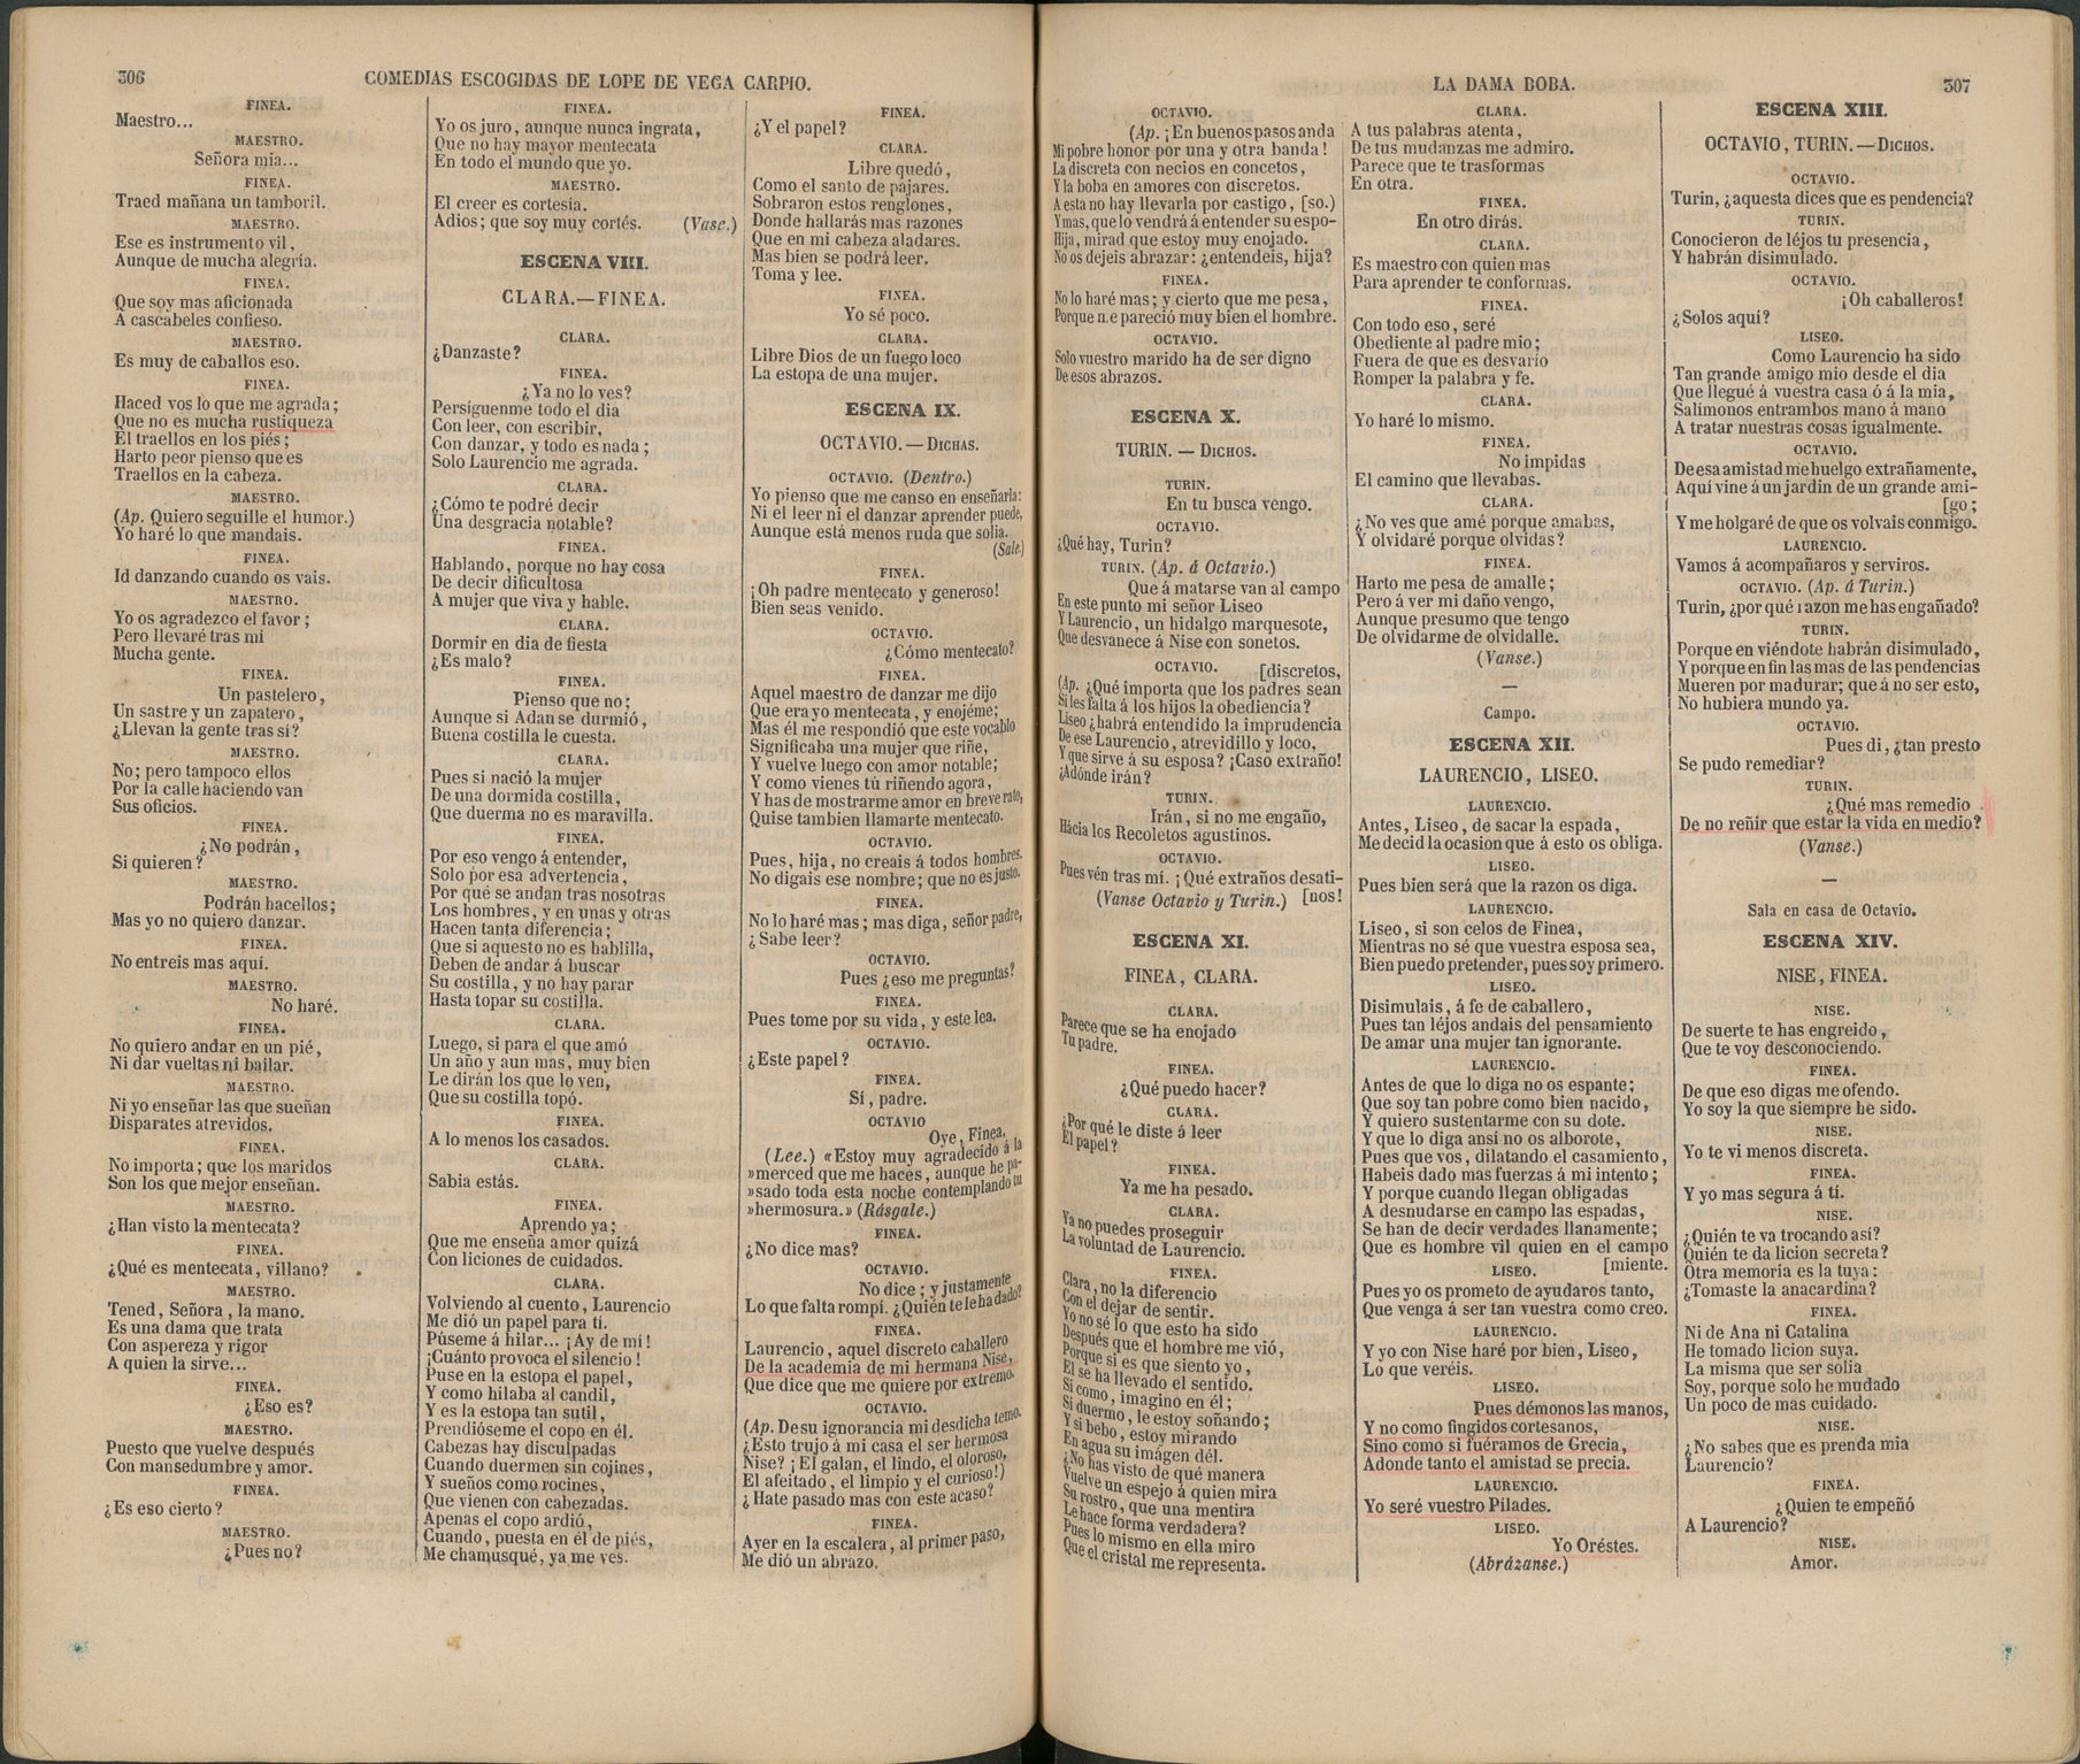 306
COMEDIAS ESCOGIDAS DE LOPE DE VEGA CARPIO.
FINEA.
Maestro...
MAESTRO.
Señora mia...
FINEA.
Traed mañana un tamboril.
MAESTRO.
Ese es instrumento vil,
Aunque de mucha alegría.
FINEA.
Que soy mas aficionada
A cascabeles confieso.
MAESTRO.
Es muy de caballos eso.
FINEA.
Haced vos lo que me agrada;
Que no es mucha rustiqueza
El traellos en los piés;
Harto peor pienso que es
Traellos en la cabeza.
MAESTRO.
(Ap. Quiero seguille el humor.)
Yo haré lo que mandais.
FINEA.
Id danzando cuando os vais.
MAESTRO.
Yo os agradezco el favor;
Pero llevaré tras mí
Mucha gente.
FINEA.
Un pastelero,
Un sastre y un zapatero,
¿Llevan la gente tras sí?
MAESTRO.
No; pero tampoco ellos
Por la calle haciendo van
Sus oficios.
FINEA.
¿No podrán,
Si quieren?
MAESTRO.
Podrán hacellos;
Mas yo no quiero danzar.
FINEA.
No entreis mas aquí.
MAESTRO.
No haré.
FINEA.
No quiero andar en un pié,
Ni dar vueltas ni bailar.
MAESTRO.
Ni yo enseñar las que sueñan
Disparates atrevidos.
FINEA.
No importa; que los maridos
Son los que mejor enseñan.
MAESTRO.
¿Han visto la mentecata?
FINEA.
¿Qué es mentecata, villano?
MAESTRO.
Tened, Señora, la mano.
Es una dama que trata
Con aspereza y rigor
A quien la sirve...
FINEA.
¿Eso es?
MAESTRO.
Puesto que vuelve después
Con mansedumbre y amor.
FINEA.
¿Es eso cierto?
MAESTRO.
¿Pues no?
FINEA.
Yo os juro, aunque nunca ingrata,
Que no hay mayor mentecata
En todo el mundo que yo.
MAESTRO.
El creer es cortesía.
Adios; que soy muy cortés. (Vase.)
ESCENA VIII.
CLARA.—FINEA.
CLARA.
¿Danzaste?
FINEA.
¿Ya no lo ves?
Persíguenme todo el dia
Con leer, con escribir,
Con danzar, y todo es nada;
Solo Laurencio me agrada.
CLARA.
¿Cómo te podré decir
Una desgracia notable?
FINEA.
Hablando, porque no hay cosa
De decir dificultosa
A mujer que viva y hable.
CLARA.
Dormir en dia de fiesta
¿Es malo?
FINEA.
Pienso que no;
Aunque si Adan se durmió,
Buena costilla le cuesta.
CLARA.
Pues si nació la mujer
De una dormida costilla,
Que duerma no es maravilla.
FINEA.
Por eso vengo á entender,
Solo por esa advertencia,
Por qué se andan tras nosotras
Los hombres, y en unas y otras
Hacen tanta diferencia;
Que si aquesto no es hablilla,
Deben de andar á buscar
Su costilla, y no hay parar
Hasta topar su costilla.
CLARA.
Luego, si para el que amó
Un año y aun mas, muy bien
Le dirán los que lo ven,
Que su costilla topó.
FINEA.
A lo menos los casados.
CLARA.
Sabia estás.
FINEA.
Aprendo ya;
Que me enseña amor quizá
Con liciones de cuidados.
CLARA.
Volviendo al cuento, Laurencio
Me dió un papel para tí.
Púseme á hilar... ¡Ay de mí!
¡Cuánto provoca el silencio!
Puse en la estopa el papel,
Y como hilaba al candil,
Y es la estopa tan sutil,
Prendióseme el copo en él.
Cabezas hay disculpadas
Cuando duermen sin cojines,
Y sueños como rocines,
Que vienen con cabezadas.
Apenas el copo ardió,
Cuando, puesta en él de piés,
Me chamusqué, ya me ves.
FINEA.
¿Y el papel?
CLARA.
Libre quedó,
Como el santo de pajares.
Sobraron estos renglones,
Donde hallarás mas razones
Que en mi cabeza aladares.
Mas bien se podrá leer.
Toma y lee.
FINEA.
Yo sé poco.
CLARA.
Libre Dios de un fuego loco
La estopa de una mujer.
ESCENA IX.
OCTAVIO.—DICHAS.
OCTAVIO. (Dentro.)
Yo pienso que me canso en enseñarla:
Ni el leer ni el danzar aprender puede,
Aunque está menos ruda que solia.
(Sale.)
FINEA.
¡Oh padre mentecato y generoso!
Bien seas venido.
OCTAVIO.
¿Cómo mentecato?
FINEA.
Aquel maestro de danzar me dijo
Que era yo mentecata, y enojéme;
Mas él me respondió que este vocablo
Significaba una mujer que riñe,
Y vuelve luego con amor notable;
Y como vienes tú riñendo agora,
Y has de mostrarme amor en breve rato,
Quise tambien llamarte mentecato.
OCTAVIO.
Pues, hija, no creais á todos hombres.
No digais ese nombre; que no es justo.
FINEA.
No lo haré mas; mas diga, señor padre,
¿Sabe leer?
OCTAVIO.
Pues ¿eso me preguntas?
FINEA.
Pues tome por su vida, y este lea.
OCTAVIO.
¿Este papel?
FINEA.
Sí, padre.
OCTAVIO
Oye, Finea.
(Lee.) «Estoy muy agradecido á la
»merced que me haces, aunque he pa-
»sado toda esta noche contemplando tu
»hermosura.» (Rásgale.)
FINEA.
¿No dice mas?
OCTAVIO.
No dice; y justamente
Lo que falta rompí. ¿Quién te le ha dado?
FINEA.
Laurencio, aquel discreto caballero
De la academia de mi hermana Nise,
Que dice que me quiere por extremo.
OCTAVIO.
(Ap. De su ignorancia mi desdicha temo.
¿Esto trujo á mi casa el ser hermosa
Nise? ¡El galan, el lindo, el oloroso,
El afeitado, el limpio y el curioso!)
¿Hate pasado mas con este acaso?
FINEA.
Ayer en la escalera, al primer paso,
Me dió un abrazo.
LA DAMA BOBA.
307
OCTAVIO.
(Ap. ¡En buenos pasos anda
Mi pobre honor por una y otra banda!
La discreta con necios en concetos,
Y la boba en amores con discretos.
A esta no hay llevarla por castigo, [so.)
Y mas, que lo vendrá á entender su espo-
Hija, mirad que estoy muy enojado.
No os dejeis abrazar: ¿entendeis, hija?
FINEA.
No lo haré mas; y cierto que me pesa,
Porque me pareció muy bien el hombre.
OCTAVIO.
Solo vuestro marido ha de ser digno
De esos abrazos.
ESCENA X.
TURIN. — DICHOS.
TURIN.
En tu busca vengo.
OCTAVIO.
¿Qué hay, Turin?
TURIN. (Ap. á Octavio.)
Que á matarse van al campo
En este punto mi señor Liseo
Y Laurencio, un hidalgo marquesote,
Que desvanece á Nise con sonetos.
OCTAVIO. [discretos,
(Ap. ¿Qué importa que los padres sean
Si les falta á los hijos la obediencia?
Liseo ¿habrá entendido la imprudencia
De ese Laurencio, atrevidillo y loco,
Y que sirve á su esposa? ¡Caso extraño!
¿Adónde irán?
TURIN.
Irán, si no me engaño,
Hácia los Recoletos agustinos.
OCTAVIO.
Pues vén tras mí. ¡Qué extraños desati-
(Vanse Octavio y Turin.) [nos!
ESCENA XI.
FINEA, CLARA.
CLARA.
Parece que se ha enojado
Tu padre.
FINEA.
¿Qué puedo hacer?
CLARA.
¿Por qué le diste á leer
El papel?
FINEA.
Ya me ha pesado.
CLARA.
Ya no puedes proseguir
La voluntad de Laurencio.
FINEA.
Clara, no la diferencio
Con el dejar de sentir.
Yo no sé lo que esto ha sido
Después que el hombre me vió,
Porque si es que siento yo,
El se ha llevado el sentido.
Si como, imagino en él;
Si duermo, le estoy soñando;
Y si bebo, estoy mirando
En agua su imágen dél.
¿No has visto de qué manera
Vuelve un espejo á quien mira
Su rostro, que una mentira
Le hace forma verdadera?
Pues lo mismo en ella miro
Que el cristal me representa.
CLARA.
A tus palabras atenta,
De tus mudanzas me admiro.
Parece que te trasformas
En otra.
FINEA.
En otro dirás.
CLARA.
Es maestro con quien mas
Para aprender te conformas.
FINEA.
Con todo eso, seré
Obediente al padre mio;
Fuera de que es desvarío
Romper la palabra y fe.
CLARA.
Yo haré lo mismo.
FINEA.
No impidas
El camino que llevabas.
CLARA.
¿No ves que amé porque amabas,
Y olvidaré porque olvidas?
FINEA.
Harto me pesa de amalle;
Pero á ver mi daño vengo,
Aunque presumo que tengo
De olvidarme de olvidalle.
(Vanse.)
—
Campo.
ESCENA XII.
LAURENCIO, LISEO.
LAURENCIO.
Antes, Liseo, de sacar la espada,
Me decid la ocasion que á esto os obliga.
LISEO.
Pues bien será que la razon os diga.
LAURENCIO.
Liseo, si son celos de Finea,
Mientras no sé que vuestra esposa sea,
Bien puedo pretender, pues soy primero.
LISEO.
Disimulais, á fe de caballero,
Pues tan léjos andais del pensamiento
De amar una mujer tan ignorante.
LAURENCIO.
Antes de que lo diga no os espante;
Que soy tan pobre como bien nacido,
Y quiero sustentarme con su dote.
Y que lo diga ansí no os alborote,
Pues que vos, dilatando el casamiento,
Habeis dado mas fuerzas á mi intento;
Y porque cuando llegan obligadas
A desnudarse en campo las espadas,
Se han de decir verdades llanamente;
Que es hombre vil quien en el campo
LISEO. [miente.
Pues yo os prometo de ayudaros tanto,
Que venga á ser tan vuestra como creo.
LAURENCIO.
Y yo con Nise haré por bien, Liseo,
Lo que veréis.
LISEO.
Pues démonos las manos,
Y no como fingidos cortesanos,
Sino como si fuéramos de Grecia,
Adonde tanto el amistad se precia.
LAURENCIO.
Yo seré vuestro Pilades.
LISEO.
Yo Oréstes.
(Abrázanse.)
ESCENA XIII.
OCTAVIO, TURIN.—DICHOS.
OCTAVIO.
Turin, ¿aquesta dices que es pendencia?
TURIN.
Conocieron de léjos tu presencia,
Y habrán disimulado.
OCTAVIO.
¡Oh caballeros!
¿Solos aquí?
LISEO.
Como Laurencio ha sido
Tan grande amigo mio desde el dia
Que llegué á vuestra casa ó á la mia,
Salímonos entrambos mano á mano
A tratar nuestras cosas igualmente.
OCTAVIO.
De esa amistad me huelgo extrañamente,
Aquí vine á un jardin de un grande ami-
[go;
Y me holgaré de que os volvais conmigo.
LAURENCIO.
Vamos á acompañaros y serviros.
OCTAVIO. (Ap. á Turin.)
Turin, ¿por qué razon me has engañado?
TURIN.
Porque en viéndote habrán disimulado,
Y porque en fin las mas de las pendencias
Mueren por madurar; que á no ser esto,
No hubiera mundo ya.
OCTAVIO.
Pues di, ¿tan presto
Se pudo remediar?
TURIN.
¿Qué mas remedio
De no reñir que estar la vida en medio?
(Vanse.)
—
Sala en casa de Octavio.
ESCENA XIV.
NISE, FINEA.
NISE.
De suerte te has engreido,
Que te voy desconociendo.
FINEA.
De que eso digas me ofendo.
Yo soy la que siempre he sido.
NISE.
Yo te vi menos discreta.
FINEA.
Y yo mas segura á tí.
NISE.
¿Quién te va trocando así?
Quién te da licion secreta?
Otra memoria es la tuya:
¿Tomaste la anacardina?
FINEA.
Ni de Ana ni Catalina
He tomado licion suya.
La misma que ser solia
Soy, porque solo he mudado
Un poco de mas cuidado.
NISE.
¿No sabes que es prenda mia
Laurencio?
FINEA.
¿Quien te empeñó
A Laurencio?
NISE.
Amor.